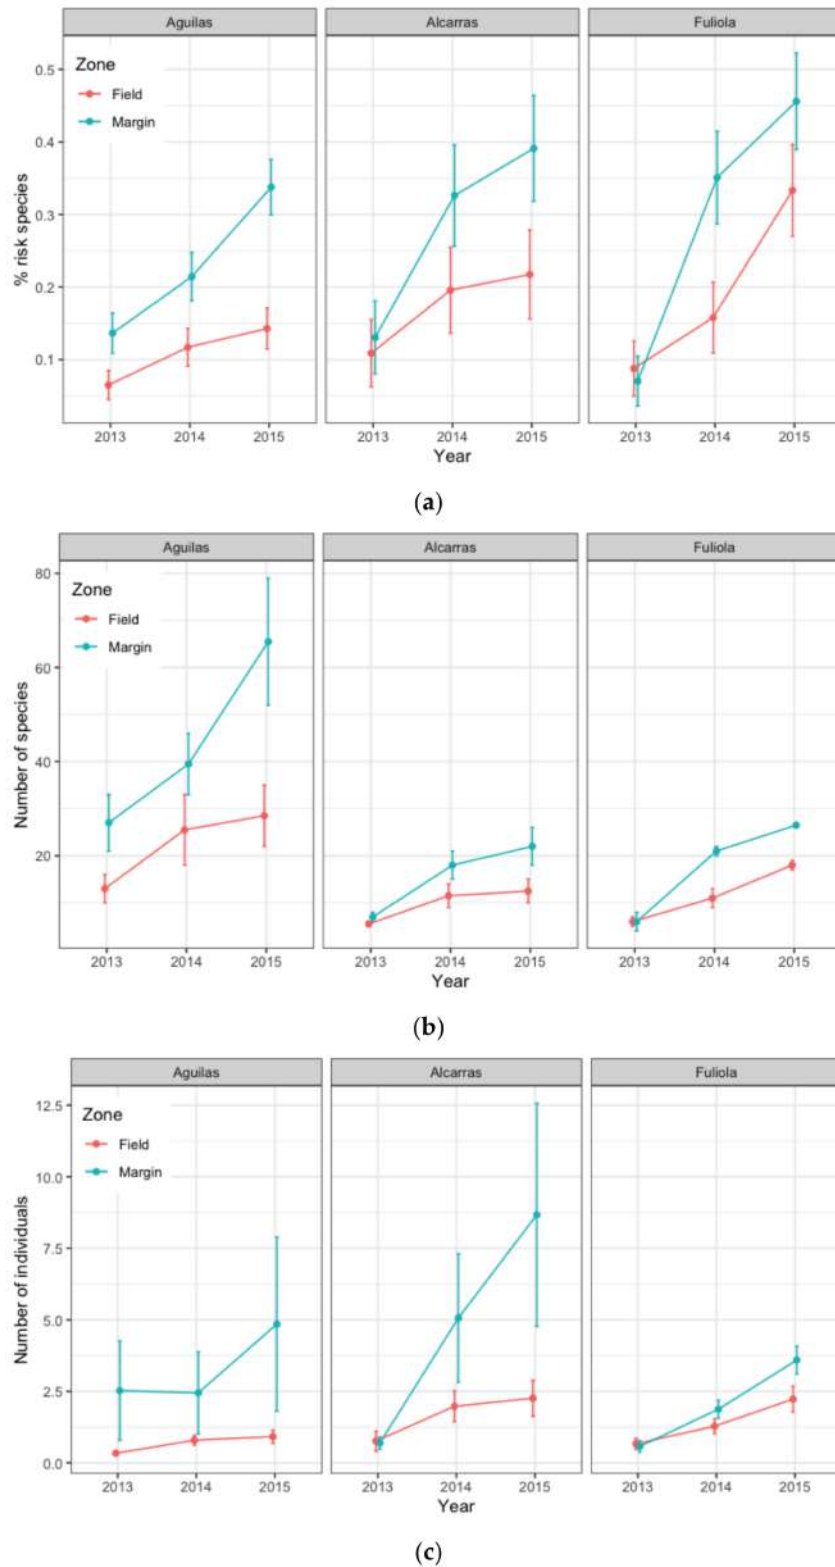 Aguilas Alcarras Fuliola
Zone
Field
Margin
% risk species
0.5
0.4
0.3
0.2
0.1
2013 2014 2015 2013 2014 2015 2013 2014 2015
Year
(a)
Aguilas Alcarras Fuliola
Zone
Field
Margin
Number of species
80
60
40
20
2013 2014 2015 2013 2014 2015 2013 2014 2015
Year
(b)
Aguilas Alcarras Fuliola
Zone
Field
Margin
Number of individuals
12.5
10.0
7.5
5.0
2.5
0.0
2013 2014 2015 2013 2014 2015 2013 2014 2015
Year
(c)